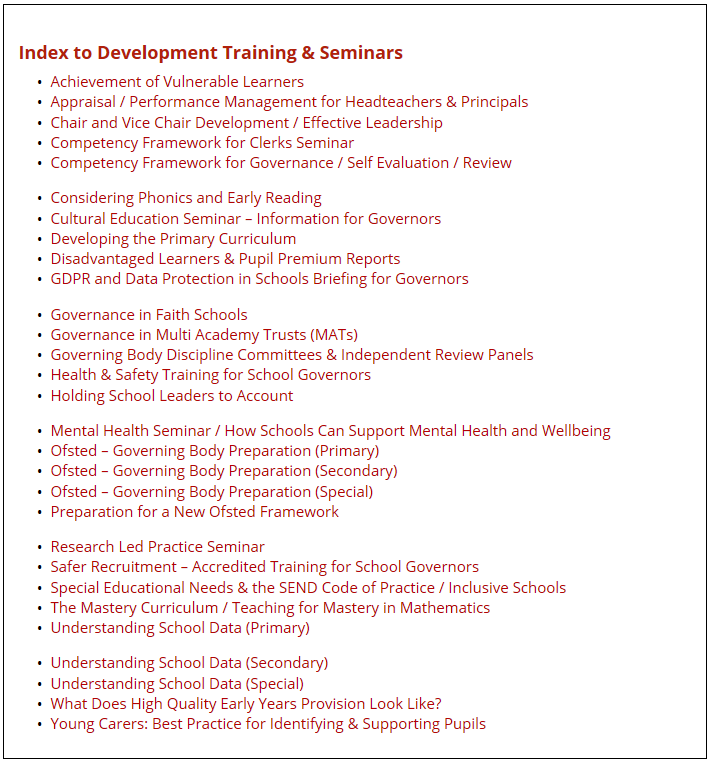 Index to Development Training & Seminars
• Achievement of Vulnerable Learners
• Appraisal / Performance Management for Headteachers & Principals
• Chair and Vice Chair Development / Effective Leadership
• Competency Framework for Clerks Seminar
• Competency Framework for Governance / Self Evaluation / Review
• Considering Phonics and Early Reading
• Cultural Education Seminar – Information for Governors
• Developing the Primary Curriculum
• Disadvantaged Learners & Pupil Premium Reports
• GDPR and Data Protection in Schools Briefing for Governors
• Governance in Faith Schools
• Governance in Multi Academy Trusts (MATs)
• Governing Body Discipline Committees & Independent Review Panels
• Health & Safety Training for School Governors
• Holding School Leaders to Account
• Mental Health Seminar / How Schools Can Support Mental Health and Wellbeing
• Ofsted – Governing Body Preparation (Primary)
• Ofsted – Governing Body Preparation (Secondary)
• Ofsted – Governing Body Preparation (Special)
• Preparation for a New Ofsted Framework
• Research Led Practice Seminar
• Safer Recruitment – Accredited Training for School Governors
• Special Educational Needs & the SEND Code of Practice / Inclusive Schools
• The Mastery Curriculum / Teaching for Mastery in Mathematics
• Understanding School Data (Primary)
• Understanding School Data (Secondary)
• Understanding School Data (Special)
• What Does High Quality Early Years Provision Look Like?
• Young Carers: Best Practice for Identifying & Supporting Pupils